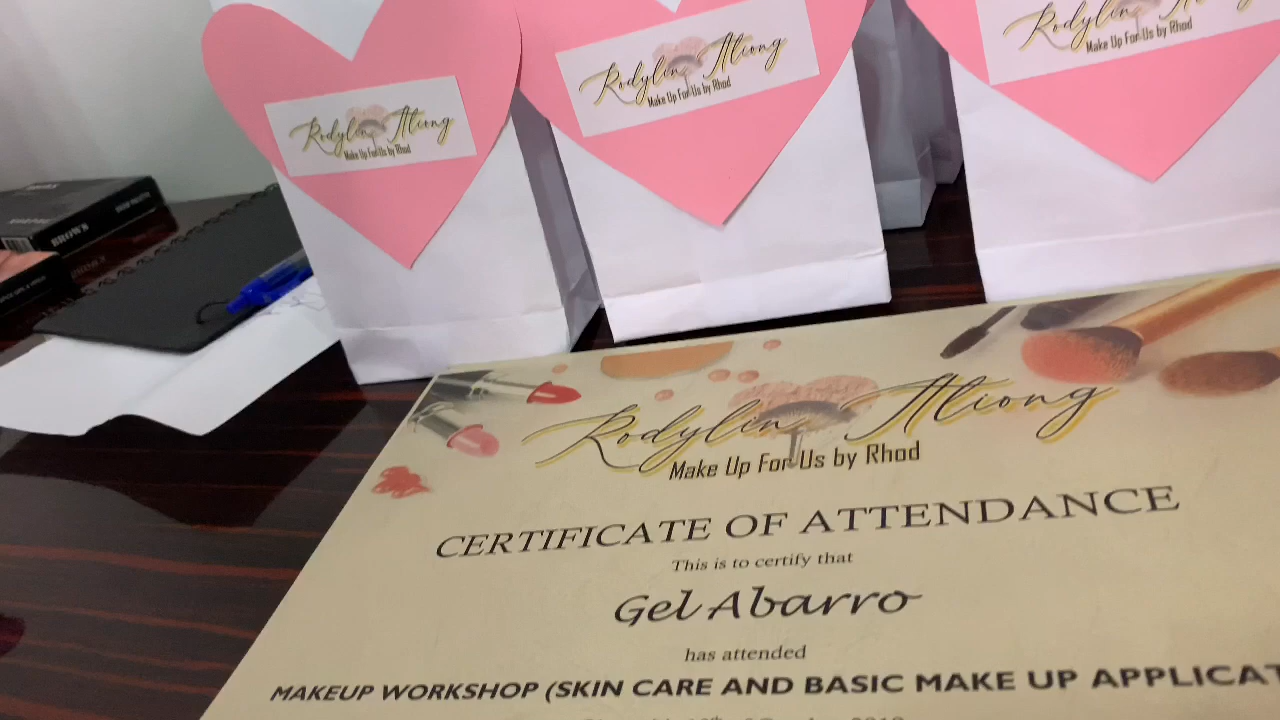 Rodylin Ationg
Make Up For Us by Rhod
Rodylin Ationg
Make Up For Us by Rhod
Rodylin Ationg
Make Up For Us by Rhod
BROWS
Rodylin Ationg
Make Up For Us by Rhod
CERTIFICATE OF ATTENDANCE
This is to certify that
Gel Abarro
has attended
MAKEUP WORKSHOP (SKIN CARE AND BASIC MAKE UP APPLICAT